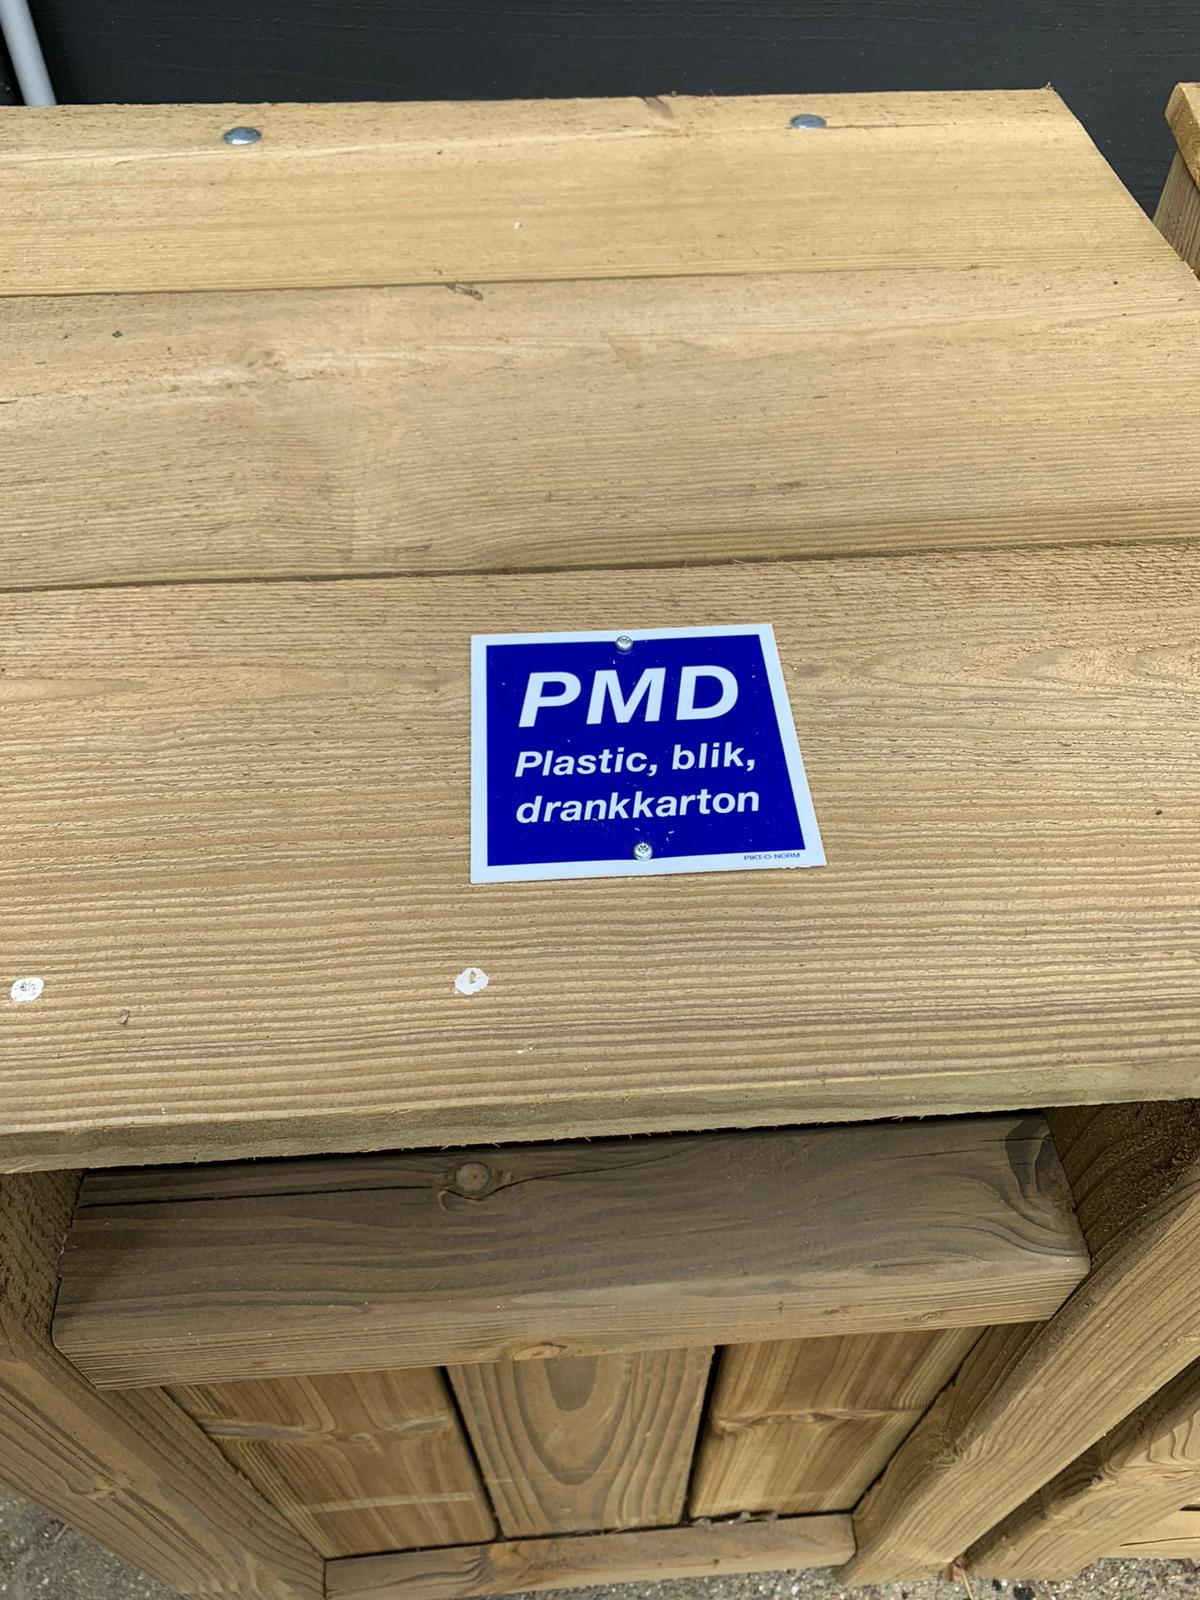 PMD
Plastic, blik,
drankkarton
PIKT-O-NORM